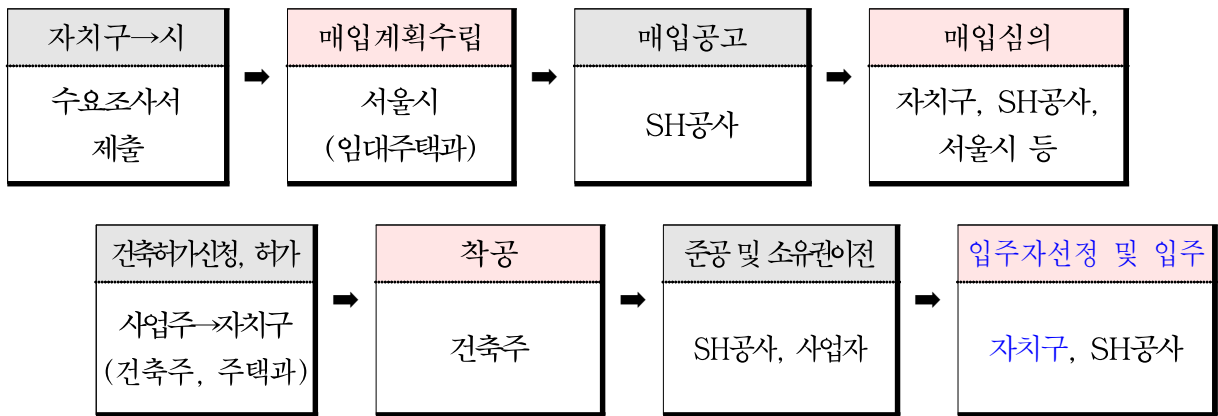 자치구→시
수요조사서
제출
매입계획수립
서울시
(임대주택과)
매입공고
SH공사
매입심의
자치구, SH공사,
서울시 등
건축허가신청, 허가
사업주→자치구
(건축주, 주택과)
착공
건축주
준공 및 소유권이전
SH공사, 사업자
입주자선정 및 입주
자치구, SH공사